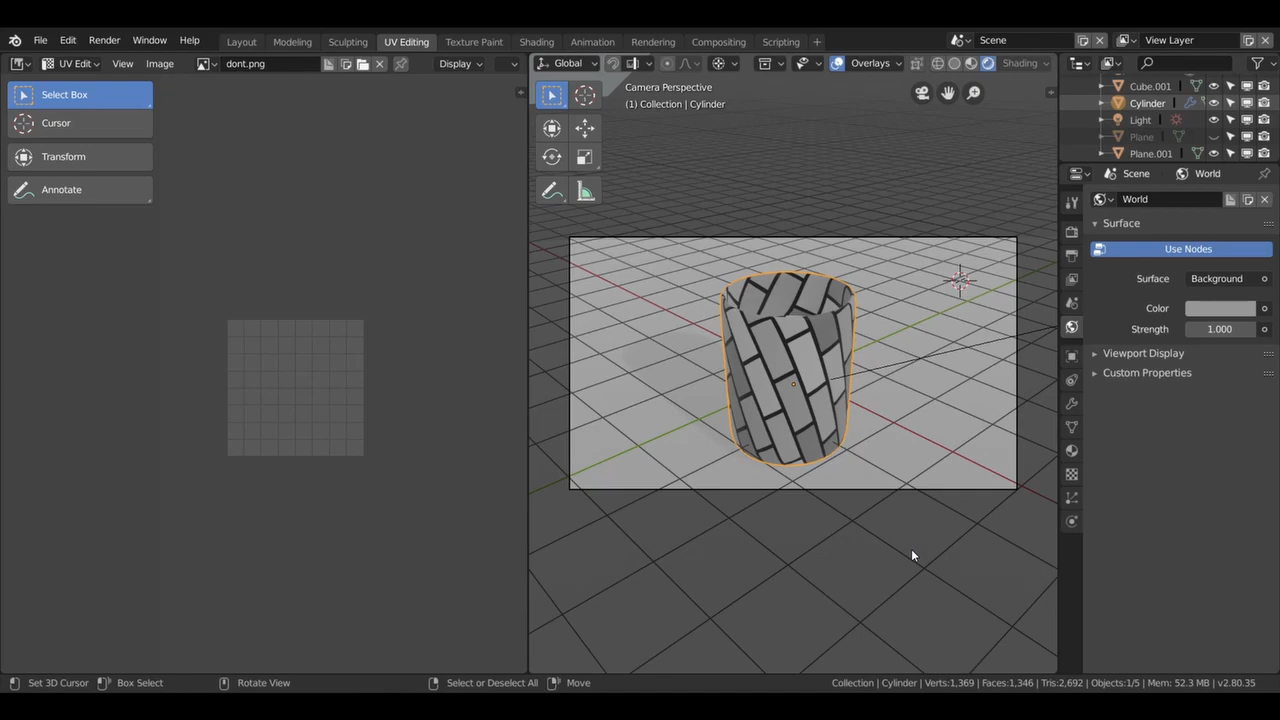 File Edit Render Window Help Layout Modeling Sculpting UV Editing Texture Paint Shading Animation Rendering Compositing Scripting + Scene View Layer
UV Edit View Image dont.png Display Global Overlays Shading
Select Box
Cursor
Transform
Annotate
Camera Perspective
(1) Collection | Cylinder
Cube.001
Cylinder
Light
Plane
Plane.001
Scene World
World
Surface
Use Nodes
Surface Background
Color
Strength 1.000
Viewport Display
Custom Properties
Set 3D Cursor Box Select Rotate View Select or Deselect All Move Collection | Cylinder | Verts:1,369 | Faces:1,346 | Tris:2,692 | Objects:1/5 | Mem: 52.3 MB | v2.80.35